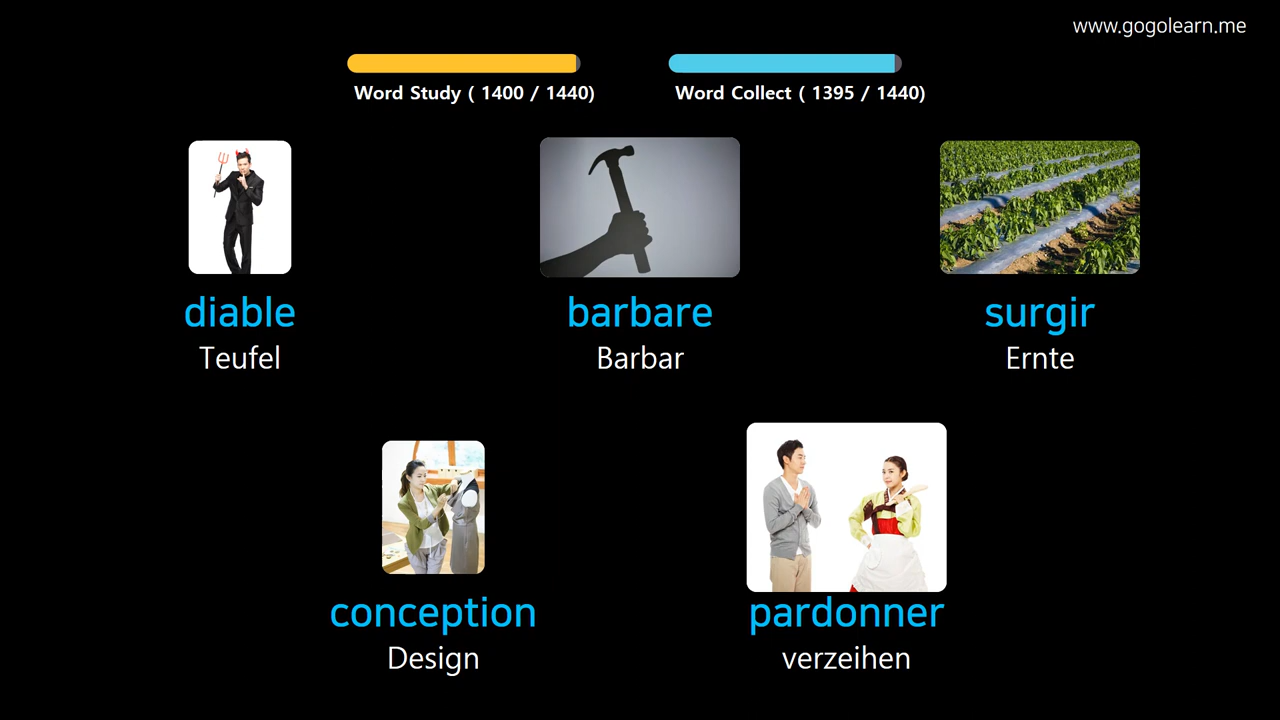 www.gogolearn.me
Word Study ( 1400 / 1440)
Word Collect ( 1395 / 1440)
diable
Teufel
barbare
Barbar
surgir
Ernte
conception
Design
pardonner
verzeihen